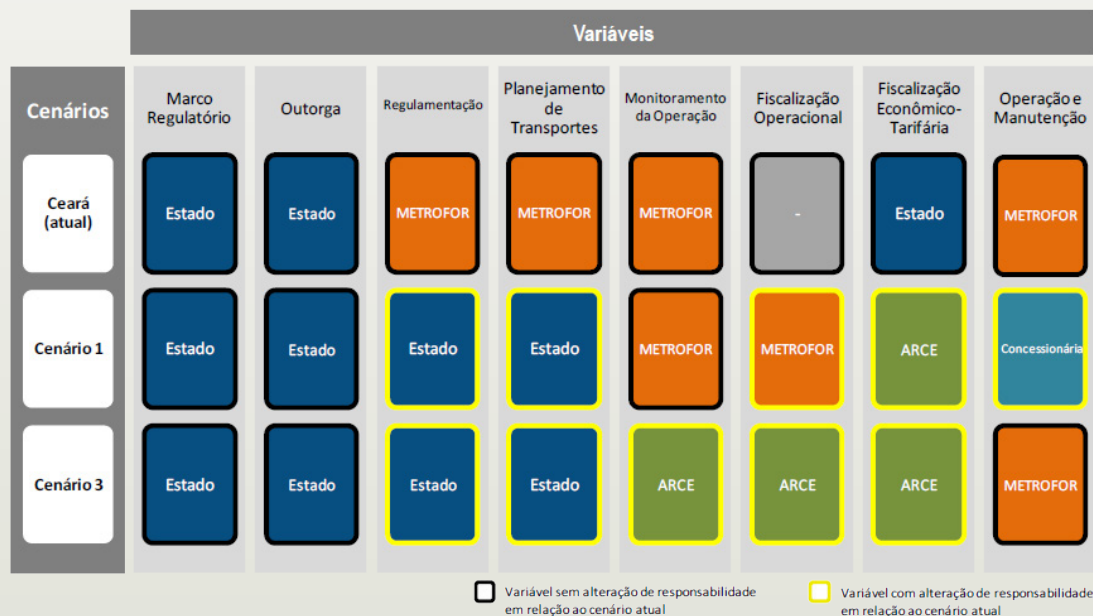 Variáveis
Cenários
Marco
Regulatório
Outorga
Regulamentação
Planejamento
de
Transportes
Monitoramento
da Operação
Fiscalização
Operacional
Fiscalização
Econômico-
Tarifária
Operação e
Manutenção
Ceará
(atual)
Estado
Estado
METROFOR
METROFOR
METROFOR
-
Estado
METROFOR
Cenário 1
Estado
Estado
Estado
Estado
METROFOR
METROFOR
ARCE
Concessionária
Cenário 3
Estado
Estado
Estado
Estado
ARCE
ARCE
ARCE
METROFOR
Variável sem alteração de responsabilidade
em relação ao cenário atual
Variável com alteração de responsabilidade
em relação ao cenário atual